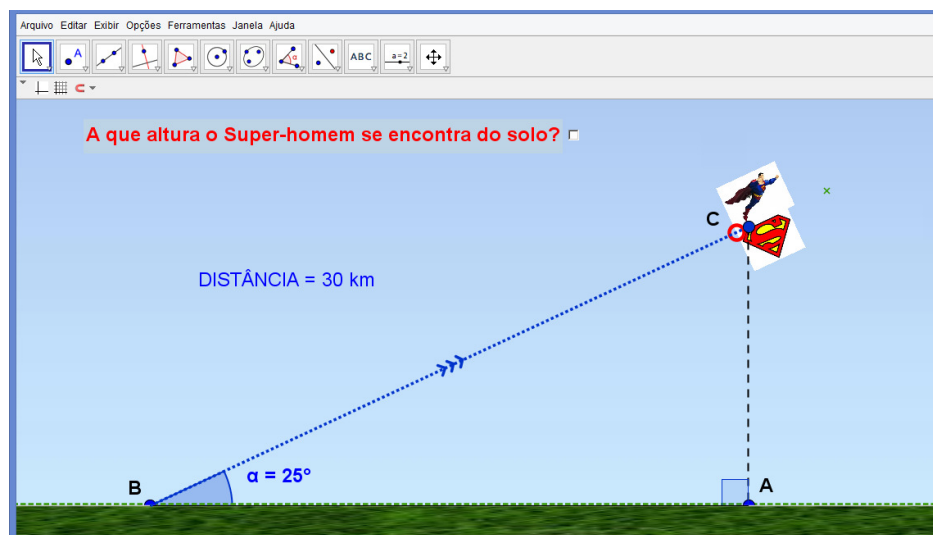 Arquivo Editar Exibir Opções Ferramentas Janela Ajuda
A ABC a=2
A que altura o Super-homem se encontra do solo?
C
S
DISTÂNCIA = 30 km
α = 25°
B
A